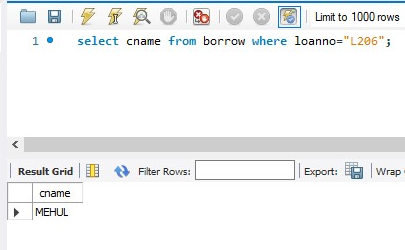 Limit to 1000 rows
1 select cname from borrow where loanno="L206";
Result Grid Filter Rows: Export: Wrap
cname
MEHUL